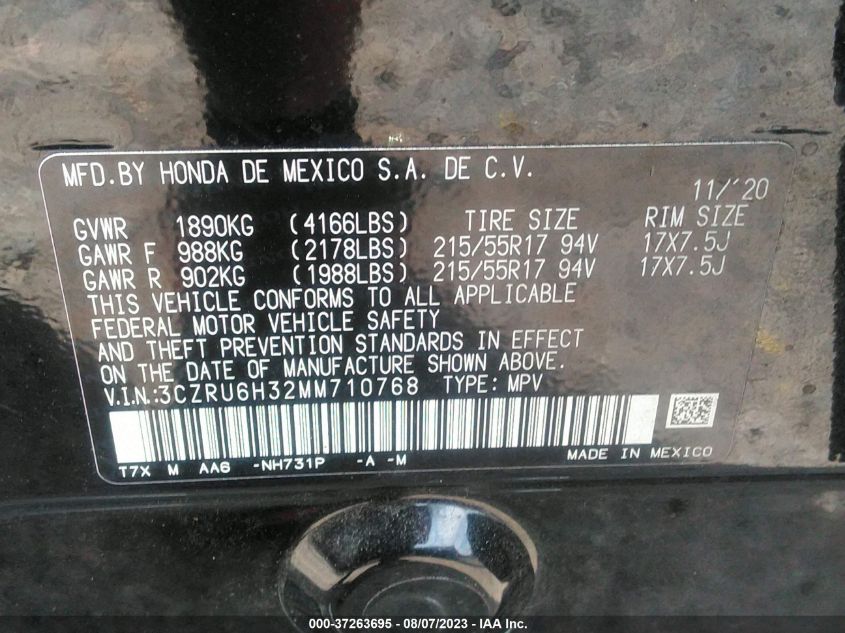 MFD.BY HONDA DE MEXICO S.A. DE C.V.
11/'20
GVWR 1890KG (4166LBS) TIRE SIZE RIM SIZE
GAWR F 988KG (2178LBS) 215/55R17 94V 17X7.5J
GAWR R 902KG (1988LBS) 215/55R17 94V 17X7.5J
THIS VEHICLE CONFORMS TO ALL APPLICABLE
FEDERAL MOTOR VEHICLE SAFETY
AND THEFT PREVENTION STANDARDS IN EFFECT
ON THE DATE OF MANUFACTURE SHOWN ABOVE.
V.I.N.:3CZRU6H32MM710768 TYPE: MPV
T7X M AA6 -NH731P -A -M MADE IN MEXICO
000-37263695 - 08/07/2023 - IAA Inc.